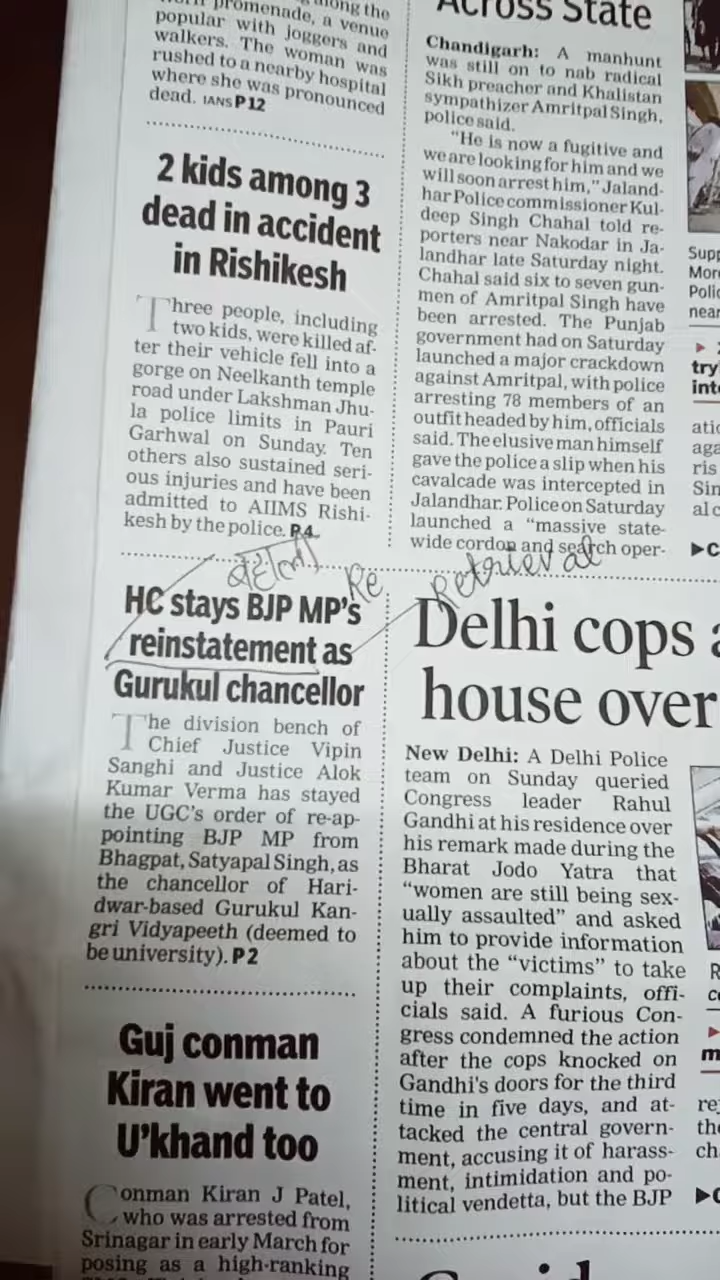 along the
promenade, a venue
popular with joggers and
walkers. The woman was
rushed to a nearby hospital
where she was pronounced
dead. IANS P12
2 kids among 3
dead in accident
in Rishikesh
Three people, including
two kids, were killed af-
ter their vehicle fell into a
gorge on Neelkanth temple
road under Lakshman Jhu-
la police limits in Pauri
Garhwal on Sunday. Ten
others also sustained seri-
ous injuries and have been
admitted to AIIMS Rishi-
kesh by the police. P4
बहाली
Re
Retrieval
HC stays BJP MP's
reinstatement as
Gurukul chancellor
The division bench of
Chief Justice Vipin
Sanghi and Justice Alok
Kumar Verma has stayed
the UGC's order of re-ap-
pointing BJP MP from
Bhagpat, Satyapal Singh, as
the chancellor of Hari-
dwar-based Gurukul Kan-
gri Vidyapeeth (deemed to
be university). P2
Guj conman
Kiran went to
U'khand too
Conman Kiran J Patel,
who was arrested from
Srinagar in early March for
posing as a high-ranking
Across State
Chandigarh: A manhunt
was still on to nab radical
Sikh preacher and Khalistan
sympathizer Amritpal Singh,
police said.
"He is now a fugitive and
we are looking for him and we
will soon arrest him," Jaland-
har Police commissioner Kul-
deep Singh Chahal told re-
porters near Nakodar in Ja-
landhar late Saturday night.
Chahal said six to seven gun-
men of Amritpal Singh have
been arrested. The Punjab
government had on Saturday
launched a major crackdown
against Amritpal, with police
arresting 78 members of an
outfit headed by him, officials
said. The elusive man himself
gave the police a slip when his
cavalcade was intercepted in
Jalandhar. Police on Saturday
launched a "massive state-
wide cordon and search oper-
Delhi cops
house over
New Delhi: A Delhi Police
team on Sunday queried
Congress leader Rahul
Gandhi at his residence over
his remark made during the
Bharat Jodo Yatra that
"women are still being sex-
ually assaulted" and asked
him to provide information
about the "victims" to take
up their complaints, offi-
cials said. A furious Con-
gress condemned the action
after the cops knocked on
Gandhi's doors for the third
time in five days, and at-
tacked the central govern-
ment, accusing it of harass-
ment, intimidation and po-
litical vendetta, but the BJP